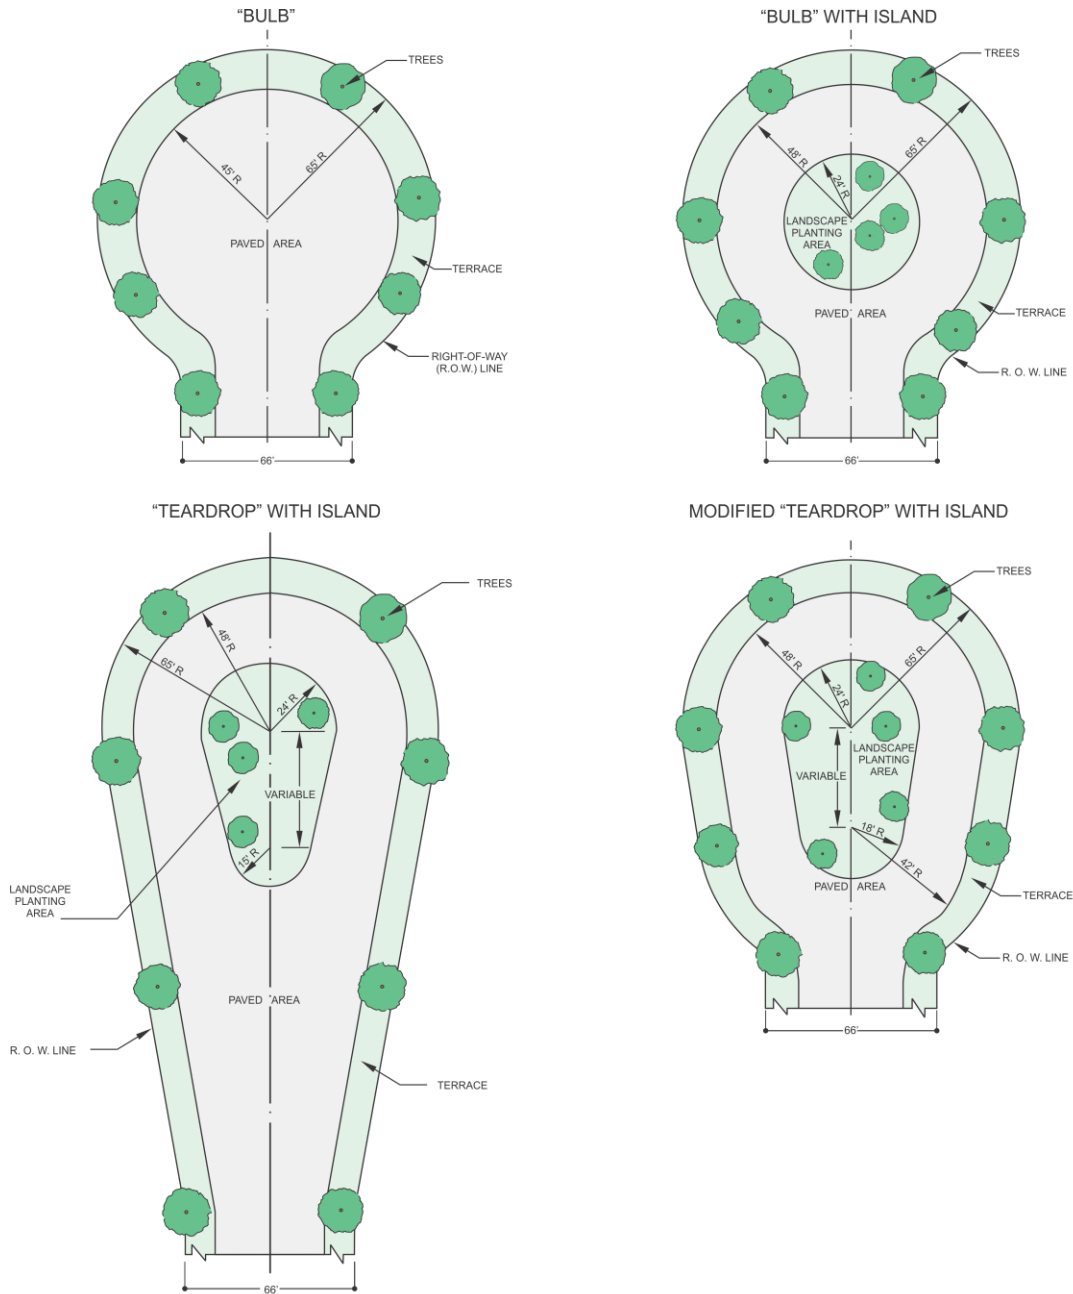 “BULB”
TREES
45' R
65' R
PAVED AREA
TERRACE
RIGHT-OF-WAY
(R.O.W.) LINE
66'
“BULB” WITH ISLAND
TREES
48' R
65' R
24' R
LANDSCAPE
PLANTING
AREA
PAVED AREA
TERRACE
R. O. W. LINE
66'
“TEARDROP” WITH ISLAND
TREES
48' R
65' R
24' R
VARIABLE
15' R
LANDSCAPE
PLANTING
AREA
PAVED AREA
R. O. W. LINE
TERRACE
66'
MODIFIED “TEARDROP” WITH ISLAND
TREES
48' R
65' R
24' R
LANDSCAPE
PLANTING
AREA
VARIABLE
18' R
42' R
PAVED AREA
TERRACE
R. O. W. LINE
66'